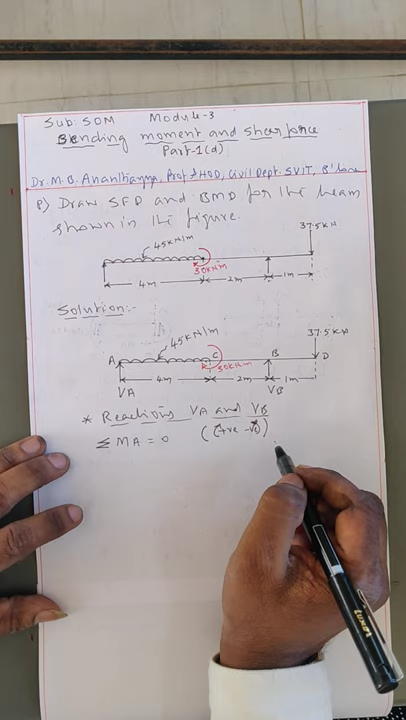 Sub: SOM Module-3
Bending moment and shear force
Part-1(d)
Dr. M. B. Ananthayya, Prof & HOD, Civil Dept. SVIT, B'lore
P) Draw SFD and BMD for the beam
shown in the figure.
37.5KN
45KN/m
30KNm
4m 2m 1m
Solution:-
37.5KN
45KN/m
A C B D
30KNm
4m 2m 1m
VA VB
* Reactions VA and VB
≤ MA = 0 (+ve -ve)